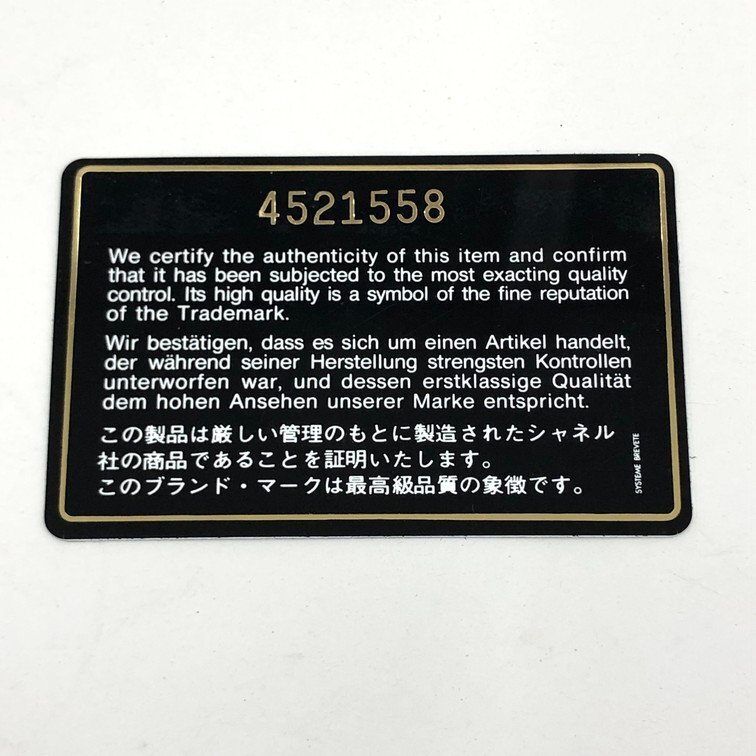 4521558
We certify the authenticity of this item and confirm
that it has been subjected to the most exacting quality
control. Its high quality is a symbol of the fine reputation
of the Trademark.
Wir bestätigen, dass es sich um einen Artikel handelt,
der während seiner Herstellung strengsten Kontrollen
unterworfen war, und dessen erstklassige Qualität
dem hohen Ansehen unserer Marke entspricht.
この製品は厳しい管理のもとに製造されたシャネル
社の商品であることを証明いたします。
このブランド・マークは最高級品質の象徴です。
SYSTEME BREVETE